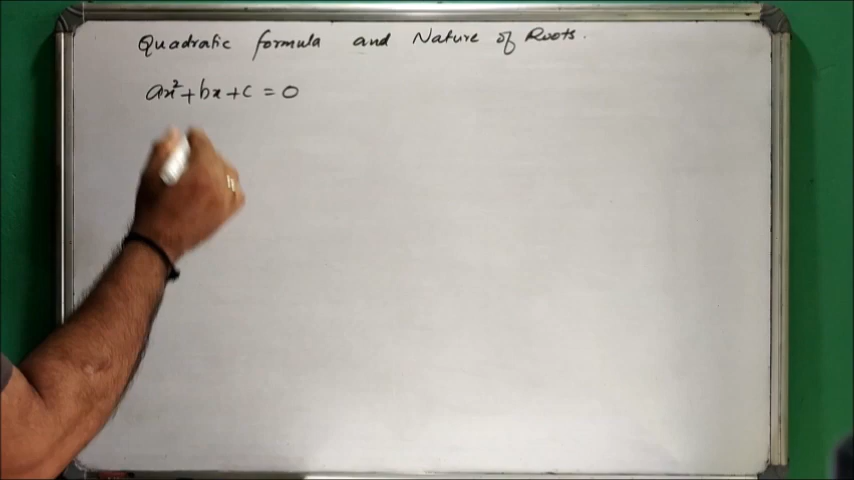 Quadratic formula and Nature of Roots.
ax²+bx+c = 0